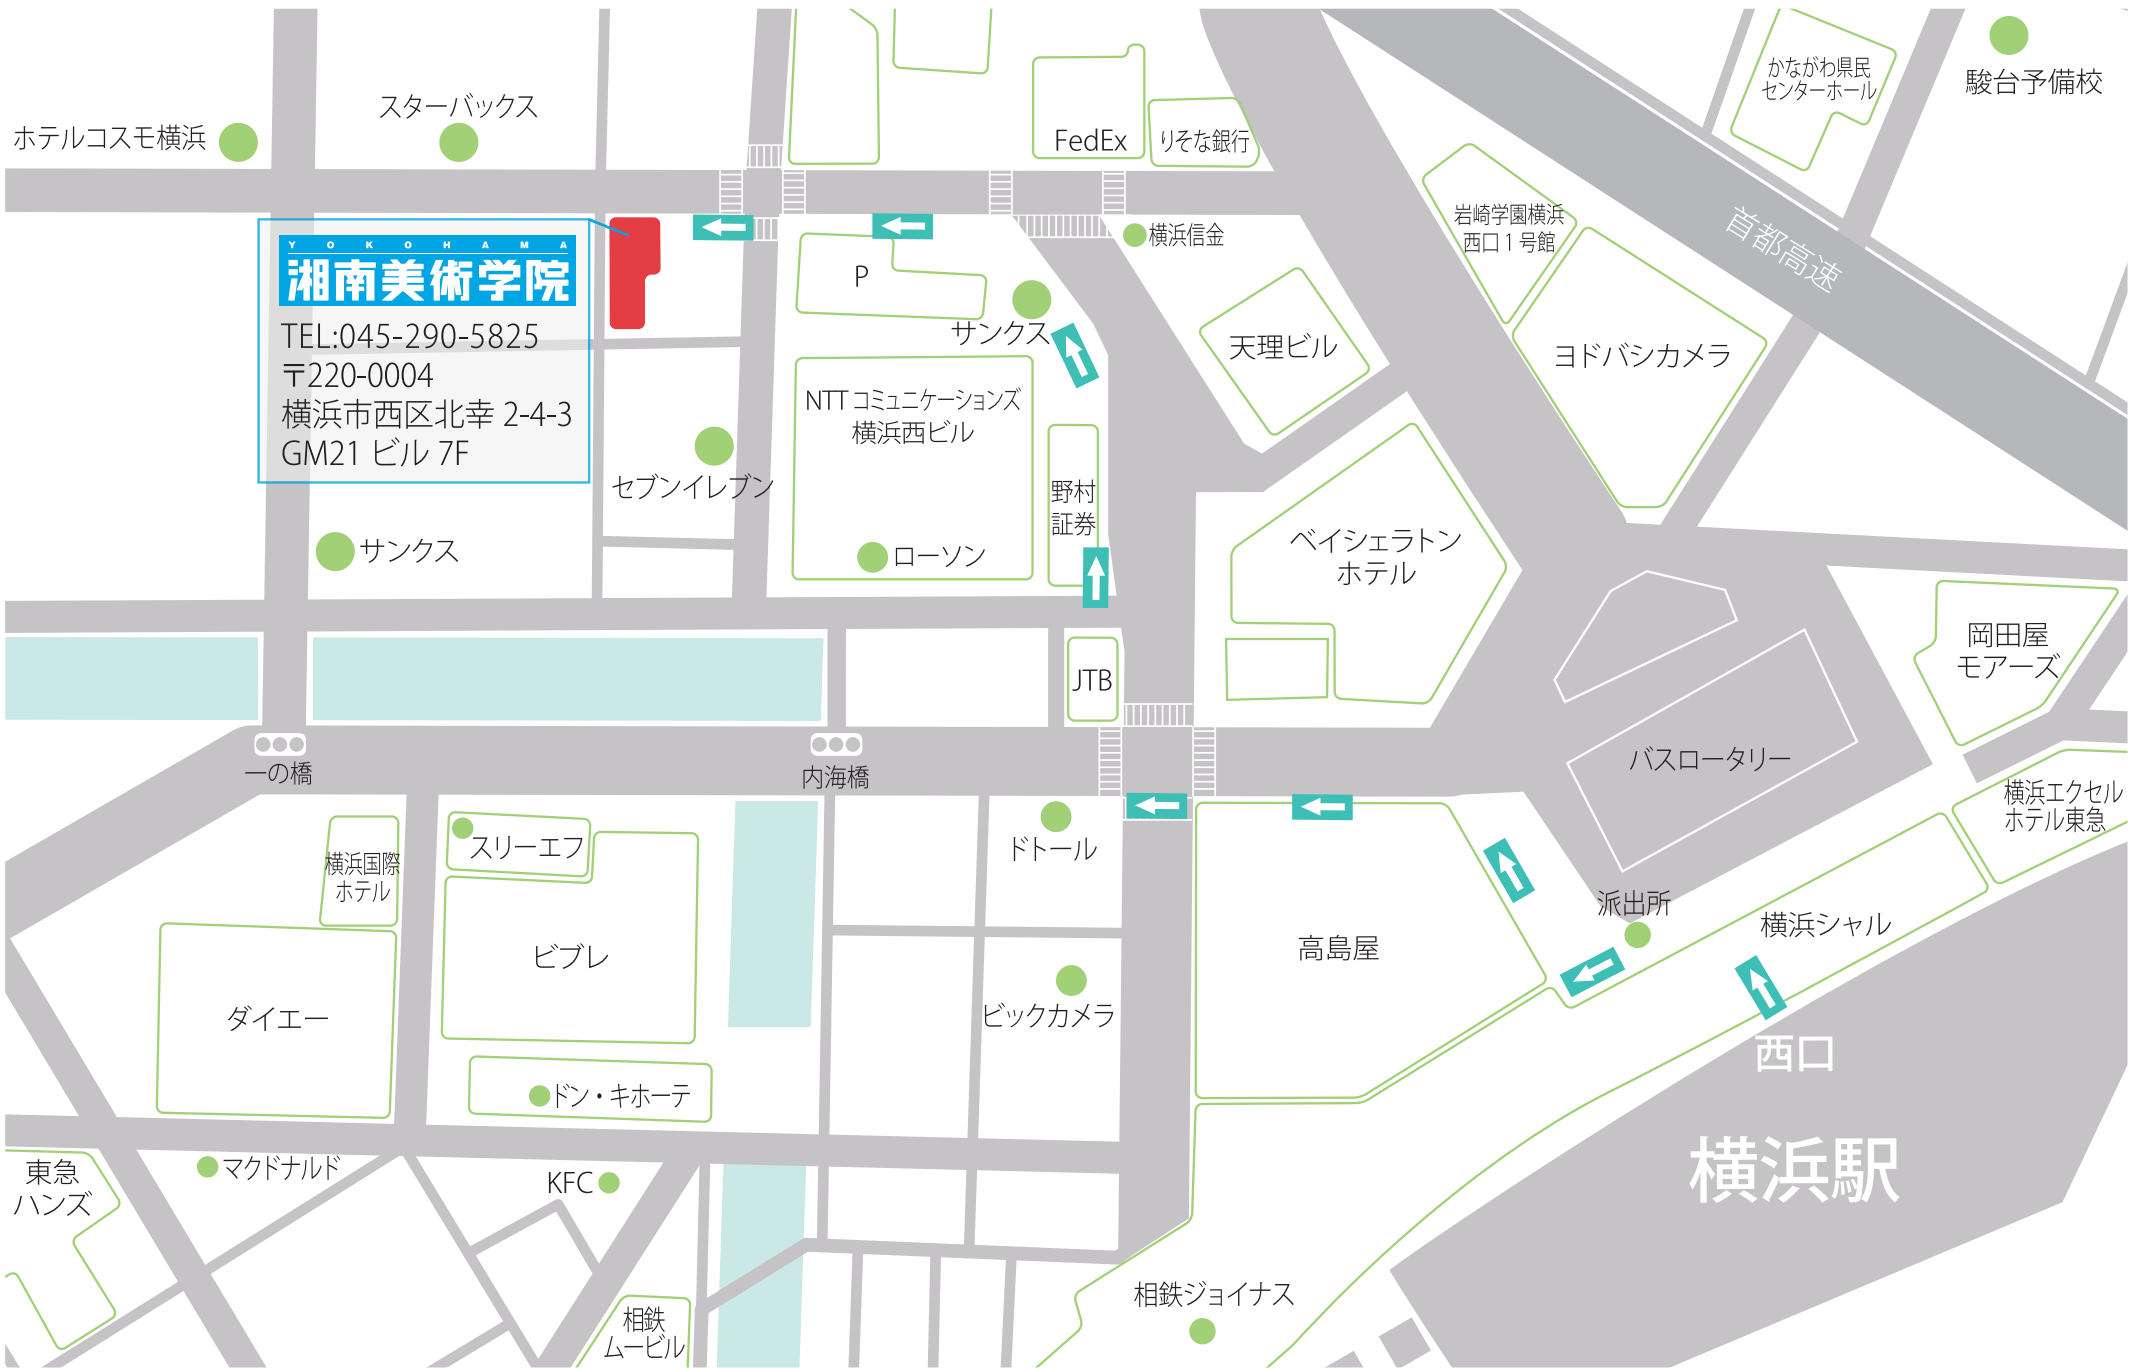 かながわ県民
センターホール
駿台予備校
スターバックス
ホテルコスモ横浜
FedEx
りそな銀行
岩崎学園横浜
西口 1 号館
首都高速
横浜信金
YOKOHAMA
湘南美術学院
TEL:045-290-5825
〒220-0004
横浜市西区北幸 2-4-3
GM21 ビル 7F
P
サンクス
天理ビル
ヨドバシカメラ
NTT コミュニケーションズ
横浜西ビル
セブンイレブン
野村
証券
サンクス
ローソン
ベイシェラトン
ホテル
岡田屋
モアーズ
JTB
一の橋
内海橋
バスロータリー
横浜エクセル
ホテル東急
スリーエフ
ドトール
横浜国際
ホテル
派出所
横浜シャル
高島屋
ビブレ
ダイエー
ビックカメラ
西口
ドン・キホーテ
横浜駅
東急
ハンズ
マクドナルド
KFC
相鉄ジョイナス
相鉄
ムービル